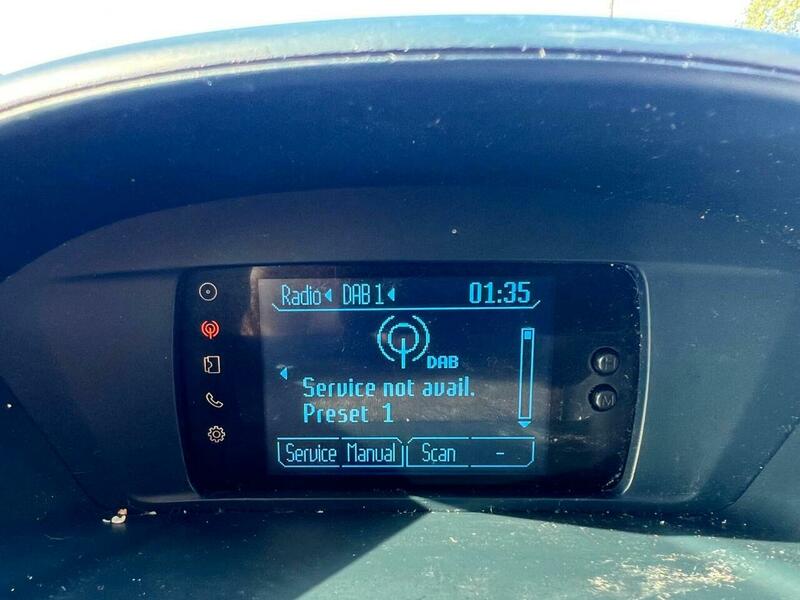 Radio DAB 1 01:35
DAB
Service not avail.
Preset 1
H
M
Service Manual Scan -